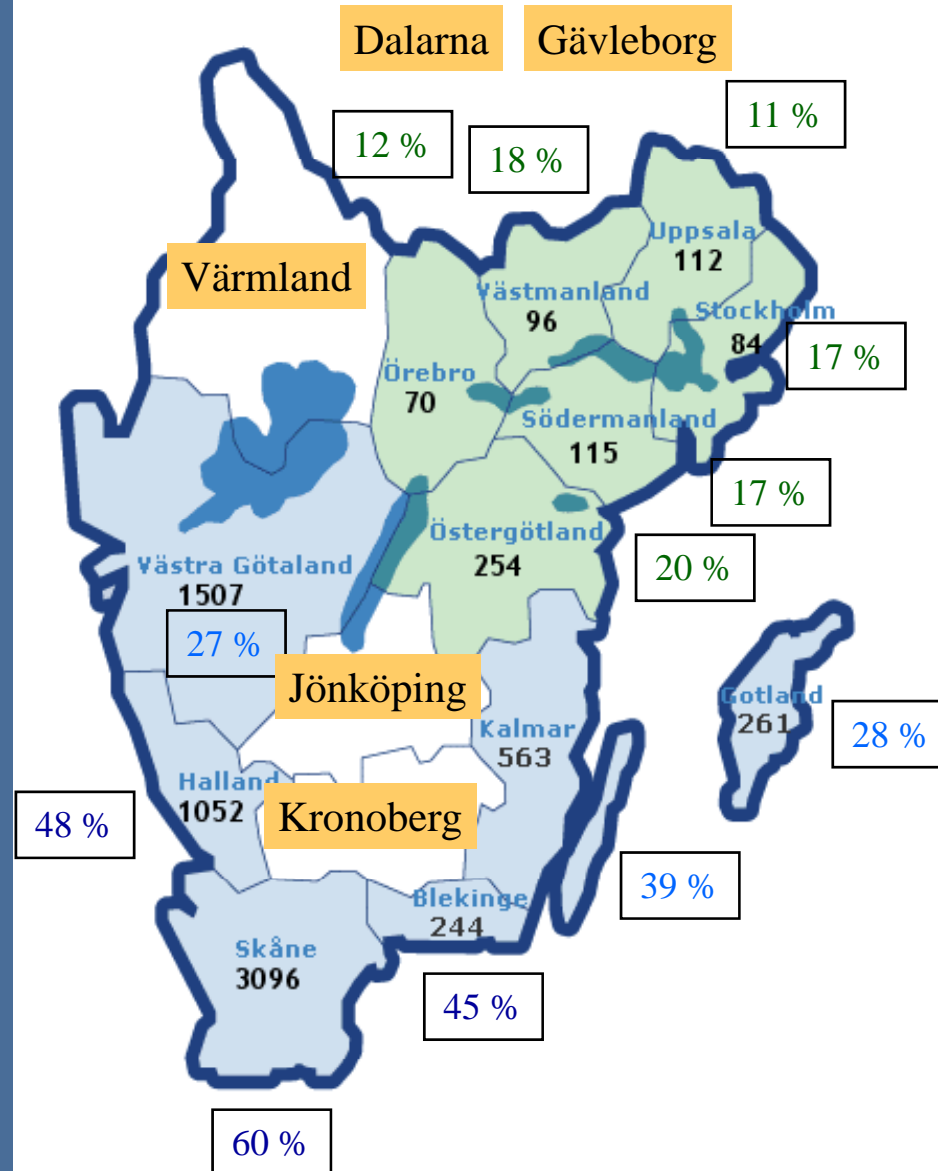 Dalarna
Gävleborg
11 %
12 %
18 %
Uppsala
112
Värmland
Västmanland
96
Stockholm
84
17 %
Örebro
70
Södermanland
115
17 %
Östergötland
254
20 %
Västra Götaland
1507
27 %
Jönköping
Gotland
261
28 %
Kalmar
563
Halland
1052
48 %
Kronoberg
39 %
Blekinge
244
Skåne
3096
45 %
60 %